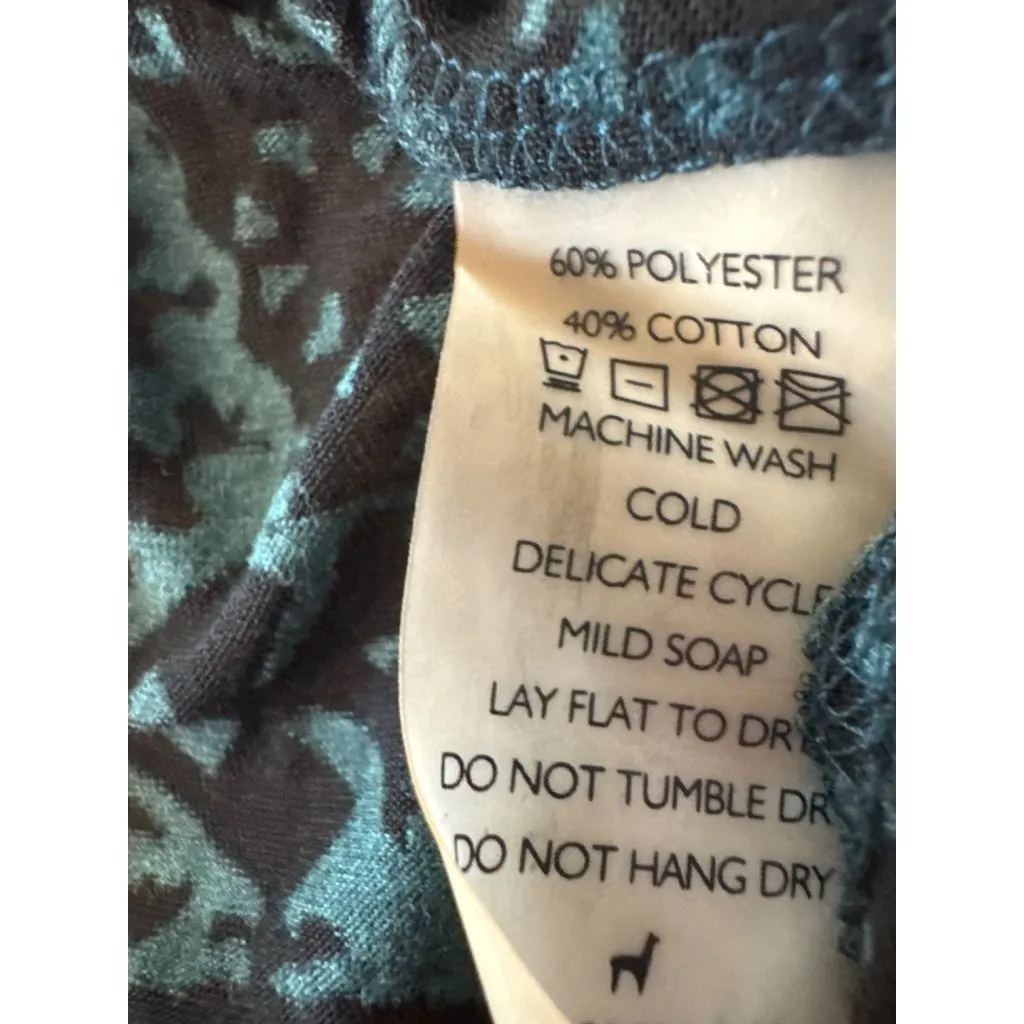 60% POLYESTER
40% COTTON
MACHINE WASH
COLD
DELICATE CYCLE
MILD SOAP
LAY FLAT TO DRY
DO NOT TUMBLE DR
DO NOT HANG DRY